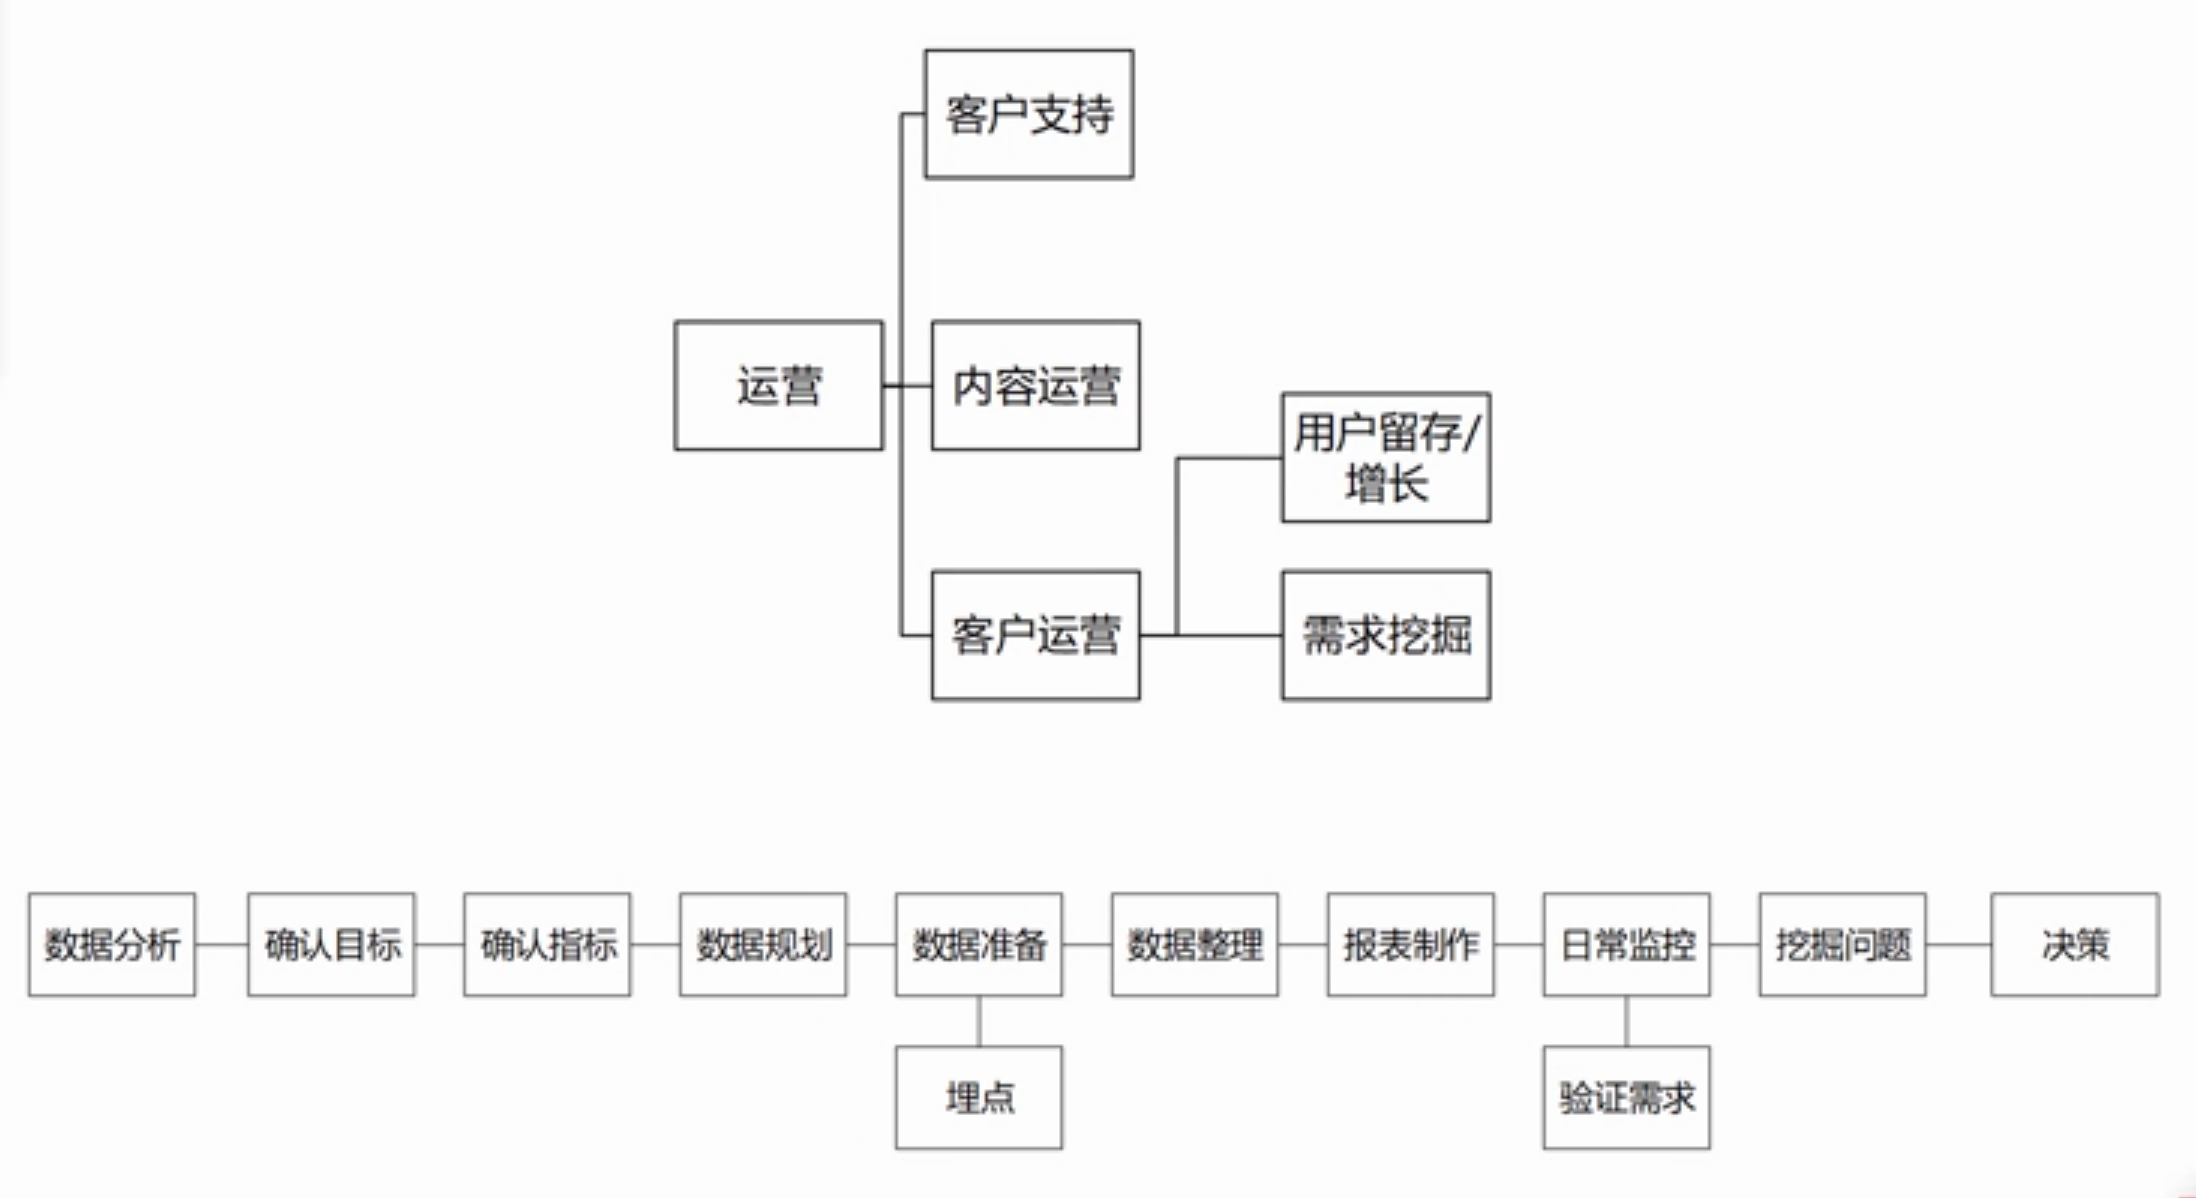 客户支持
运营
内容运营
用户留存/
增长
客户运营
需求挖掘
数据分析
确认目标
确认指标
数据规划
数据准备
数据整理
报表制作
日常监控
挖掘问题
决策
埋点
验证需求